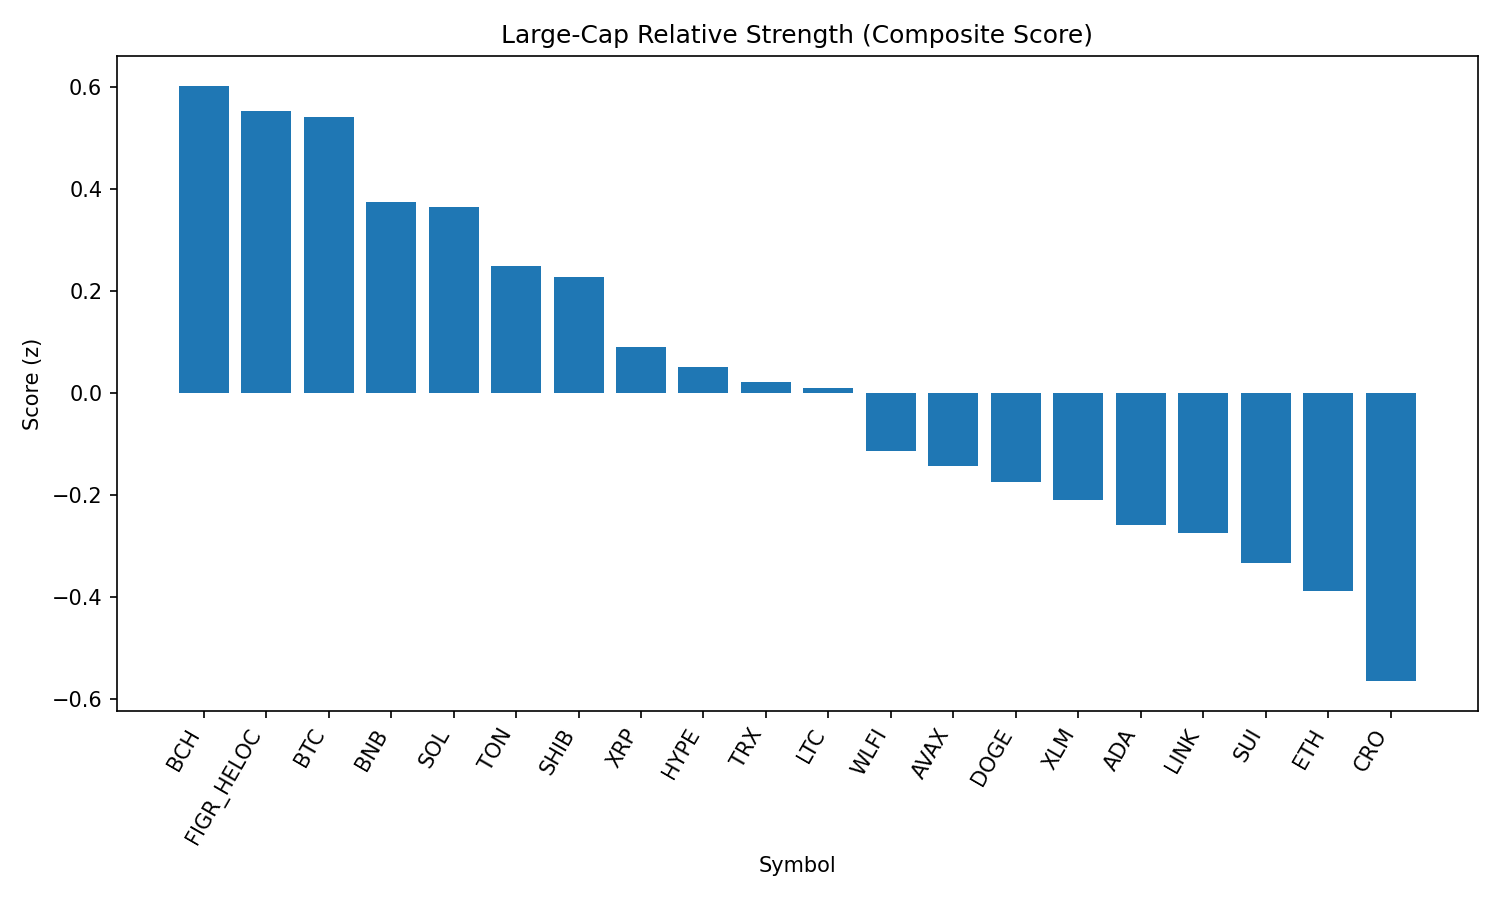 Large-Cap Relative Strength (Composite Score)
0.6
0.4
0.2
0.0
−0.2
−0.4
−0.6
Score (z)
BCH
FIGR_HELOC
BTC
BNB
SOL
TON
SHIB
XRP
HYPE
TRX
LTC
WLFI
AVAX
DOGE
XLM
ADA
LINK
SUI
ETH
CRO
Symbol